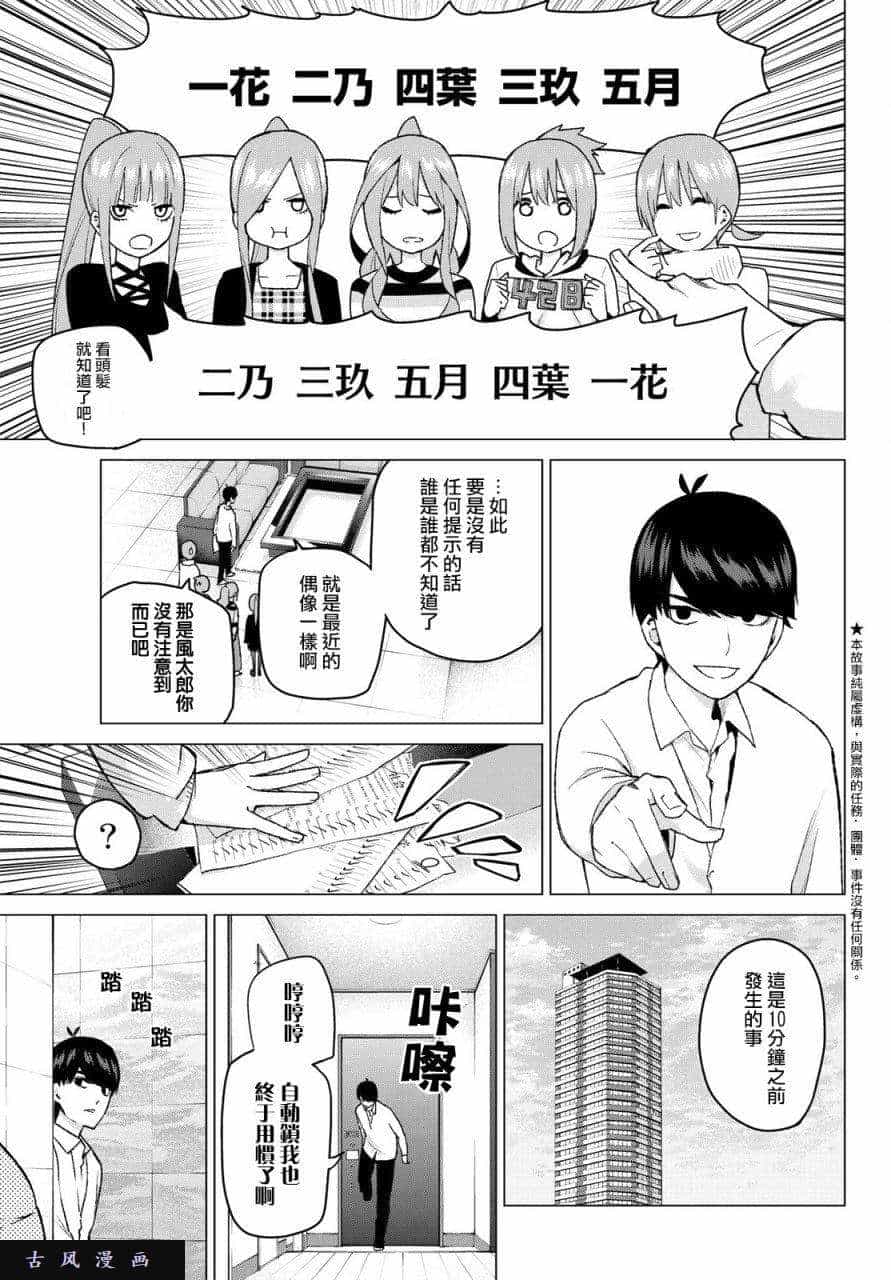 一花 二乃 四葉 三玖 五月
428
二乃 三玖 五月 四葉 一花
看頭髮
就知道了吧！
…如此
要是沒有
任何提示的話
誰是誰都不知道了
就是最近的
偶像一樣啊
那是風太郎你
沒有注意到
而已吧
★本故事純屬虛構，與實際的任務．團體．事件沒有任何關係。
？
這是10分鐘之前
發生的事
咔嚓
哼哼哼
自動鎖我也
終于用慣了啊
踏
踏
踏
古风漫画